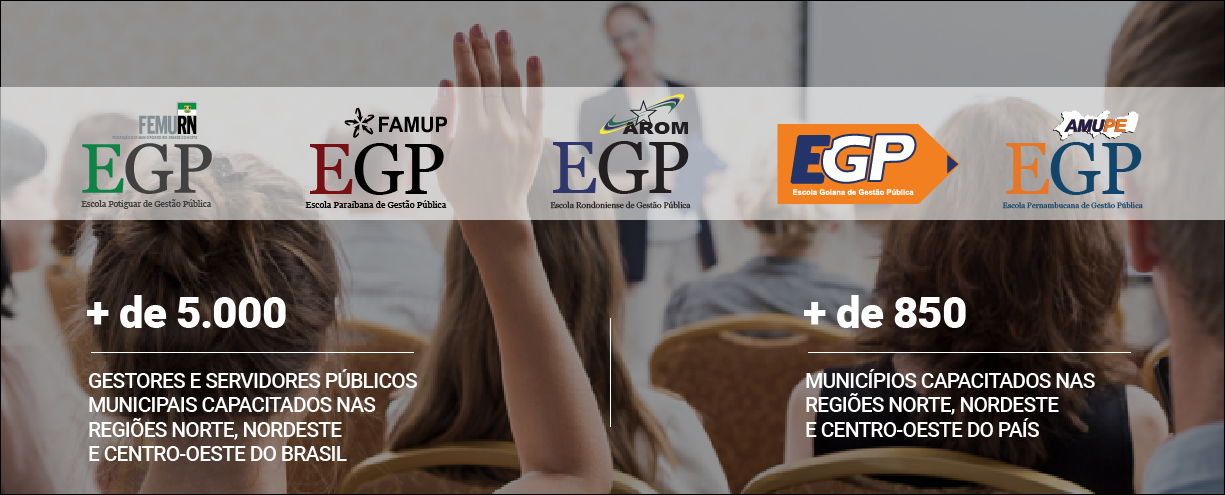 FEMURN
EGP
Escola Potiguar de Gestão Pública
FAMUP
EGP
Escola Paraibana de Gestão Pública
AROM
EGP
Escola Rondoniense de Gestão Pública
EGP
Escola Goiana de Gestão Pública
AMUPE
EGP
Escola Pernambucana de Gestão Pública
+ de 5.000
GESTORES E SERVIDORES PÚBLICOS
MUNICIPAIS CAPACITADOS NAS
REGIÕES NORTE, NORDESTE
E CENTRO-OESTE DO BRASIL
+ de 850
MUNICÍPIOS CAPACITADOS NAS
REGIÕES NORTE, NORDESTE
E CENTRO-OESTE DO PAÍS